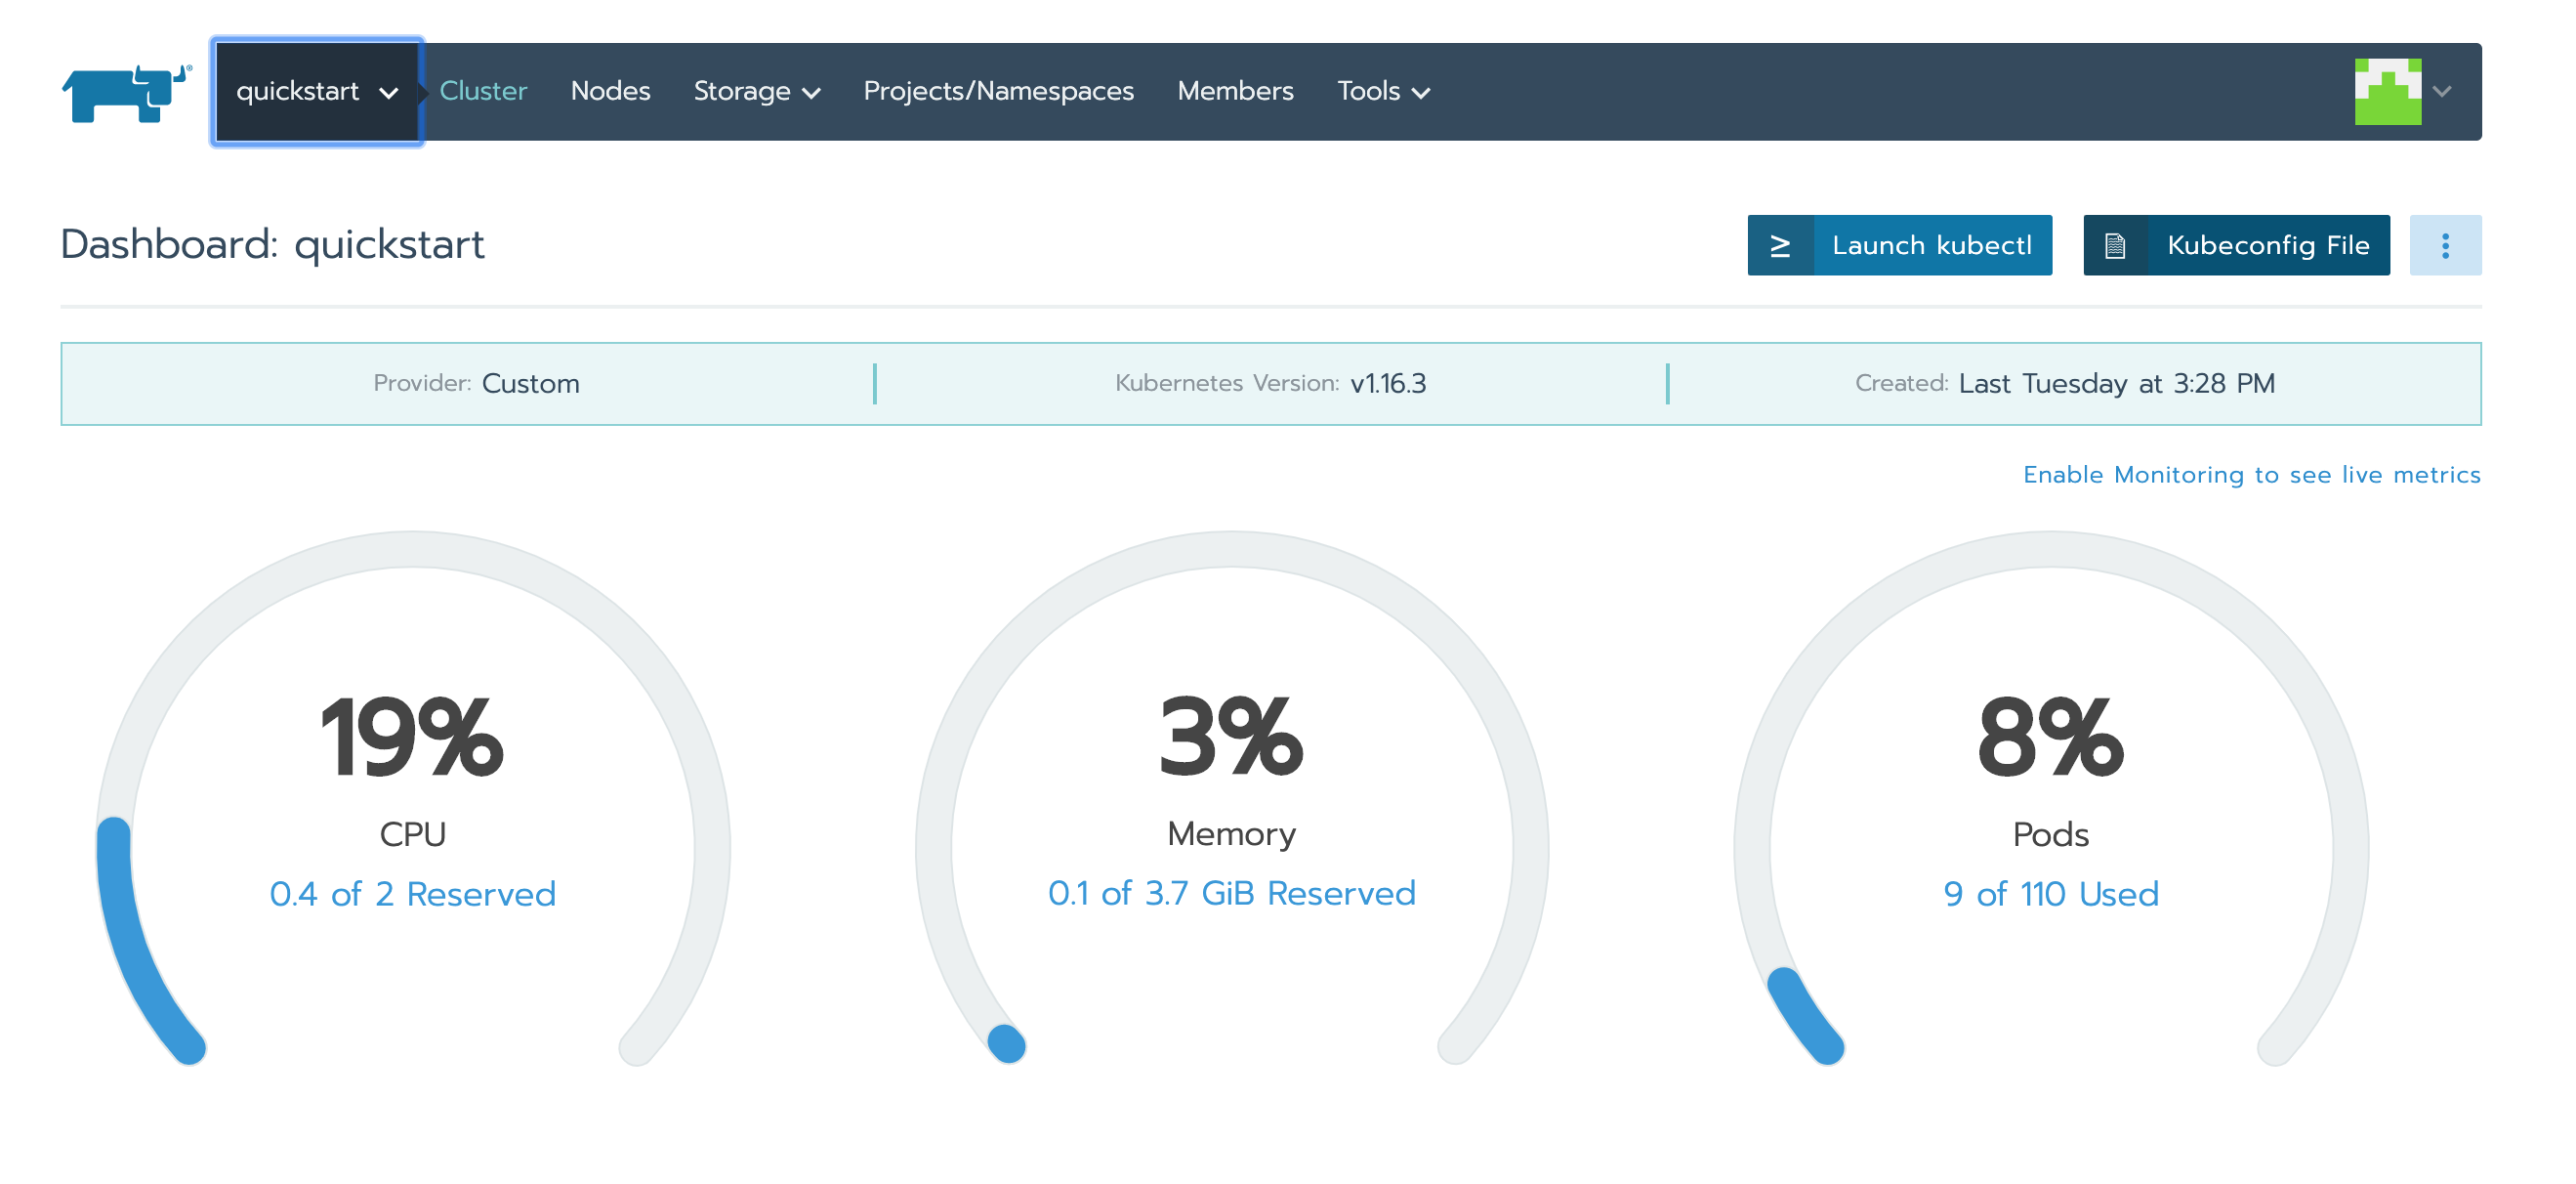 quickstart Cluster Nodes Storage Projects/Namespaces Members Tools
Dashboard: quickstart
Launch kubectl
Kubeconfig File
Provider: Custom
Kubernetes Version: v1.16.3
Created: Last Tuesday at 3:28 PM
Enable Monitoring to see live metrics
19%
CPU
0.4 of 2 Reserved
3%
Memory
0.1 of 3.7 GiB Reserved
8%
Pods
9 of 110 Used